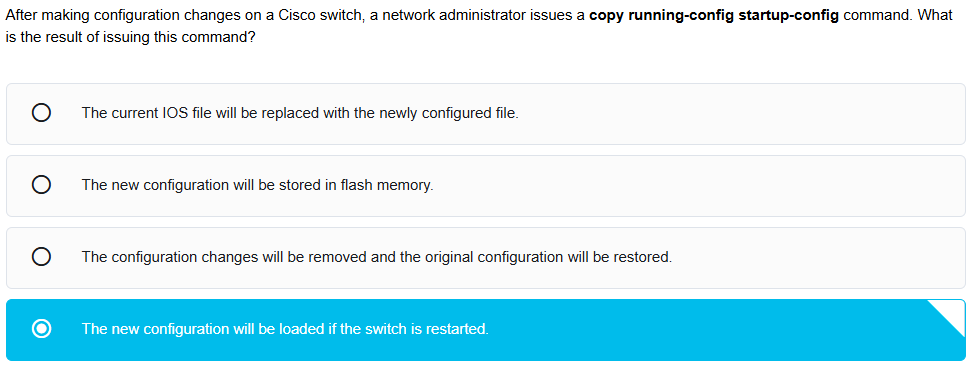 After making configuration changes on a Cisco switch, a network administrator issues a copy running-config startup-config command. What
is the result of issuing this command?
The current IOS file will be replaced with the newly configured file.
The new configuration will be stored in flash memory.
The configuration changes will be removed and the original configuration will be restored.
The new configuration will be loaded if the switch is restarted.